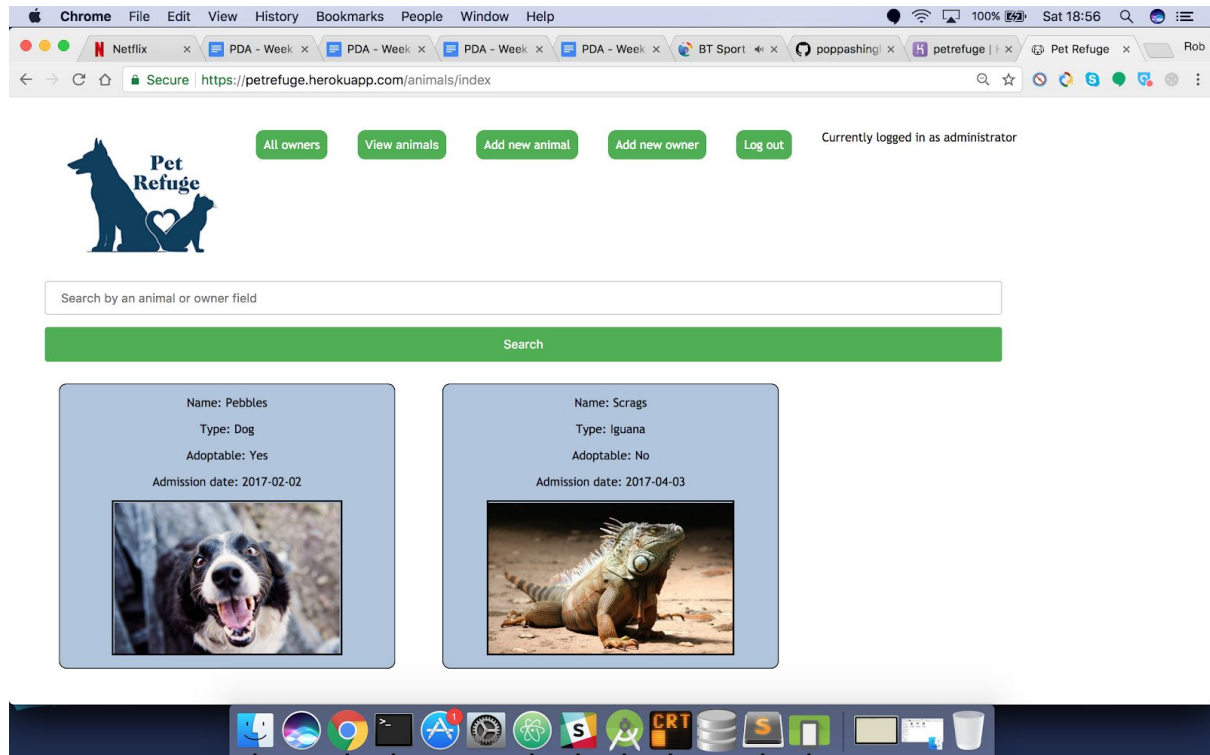 Chrome File Edit View History Bookmarks People Window Help 100% Sat 18:56
Netflix PDA - Week PDA - Week PDA - Week PDA - Week BT Sport poppashingl petrefuge | H Pet Refuge Rob
Secure https://petrefuge.herokuapp.com/animals/index
All owners View animals Add new animal Add new owner Log out Currently logged in as administrator
Pet
Refuge
Search by an animal or owner field
Search
Name: Pebbles
Type: Dog
Adoptable: Yes
Admission date: 2017-02-02
Name: Scrags
Type: Iguana
Adoptable: No
Admission date: 2017-04-03
1
CRT
S
S